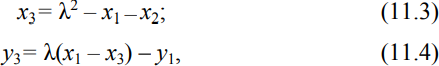 x₃ = λ² – x₁ – x₂; (11.3)
y₃ = λ(x₁ – x₃) – y₁, (11.4)